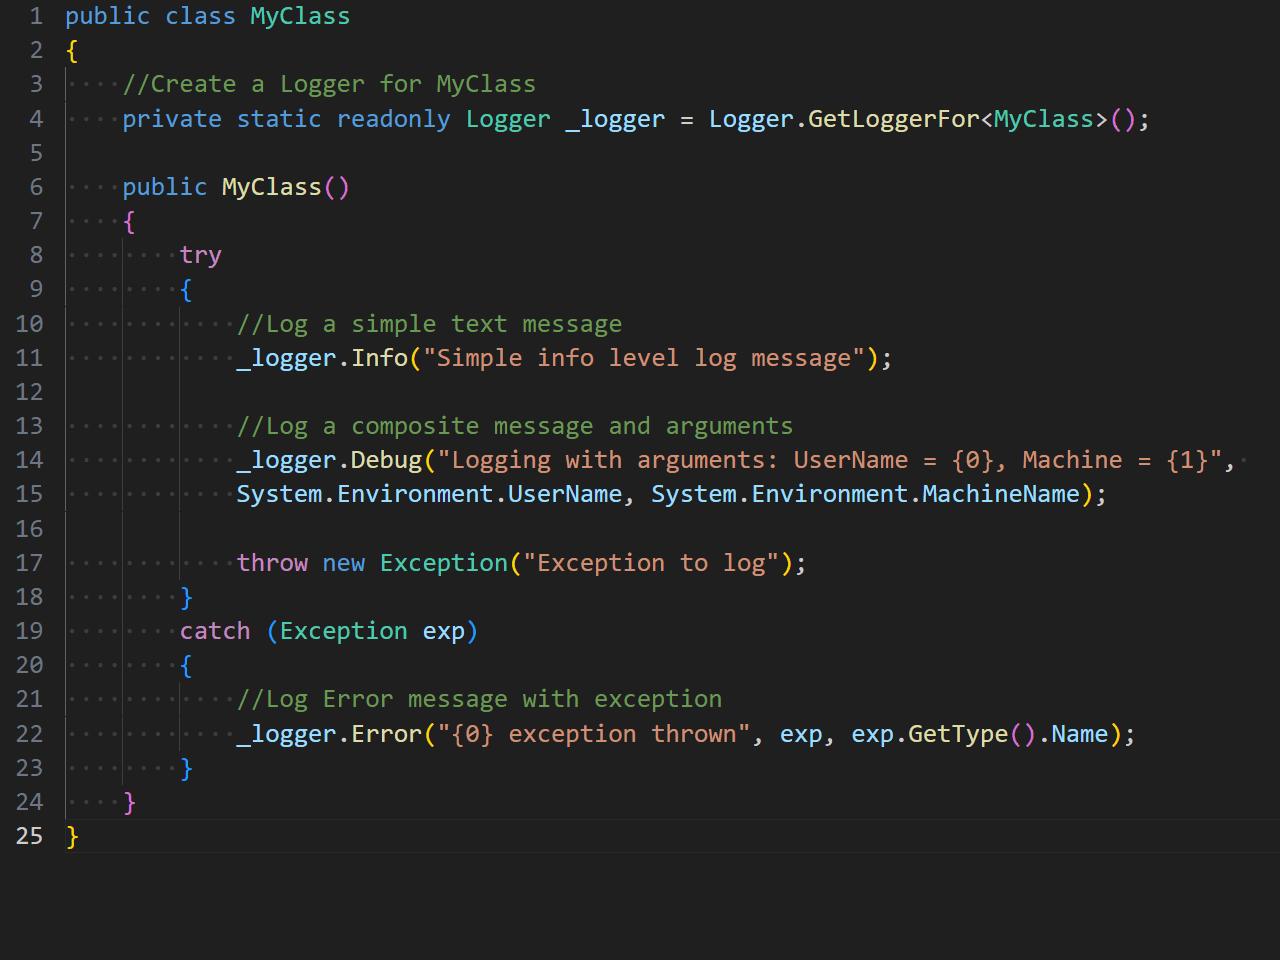 1 public class MyClass
2 {
3     //Create a Logger for MyClass
4     private static readonly Logger _logger = Logger.GetLoggerFor<MyClass>();
5
6     public MyClass()
7     {
8         try
9         {
10             //Log a simple text message
11             _logger.Info("Simple info level log message");
12
13             //Log a composite message and arguments
14             _logger.Debug("Logging with arguments: UserName = {0}, Machine = {1}",
15             System.Environment.UserName, System.Environment.MachineName);
16
17             throw new Exception("Exception to log");
18         }
19         catch (Exception exp)
20         {
21             //Log Error message with exception
22             _logger.Error("{0} exception thrown", exp, exp.GetType().Name);
23         }
24     }
25 }